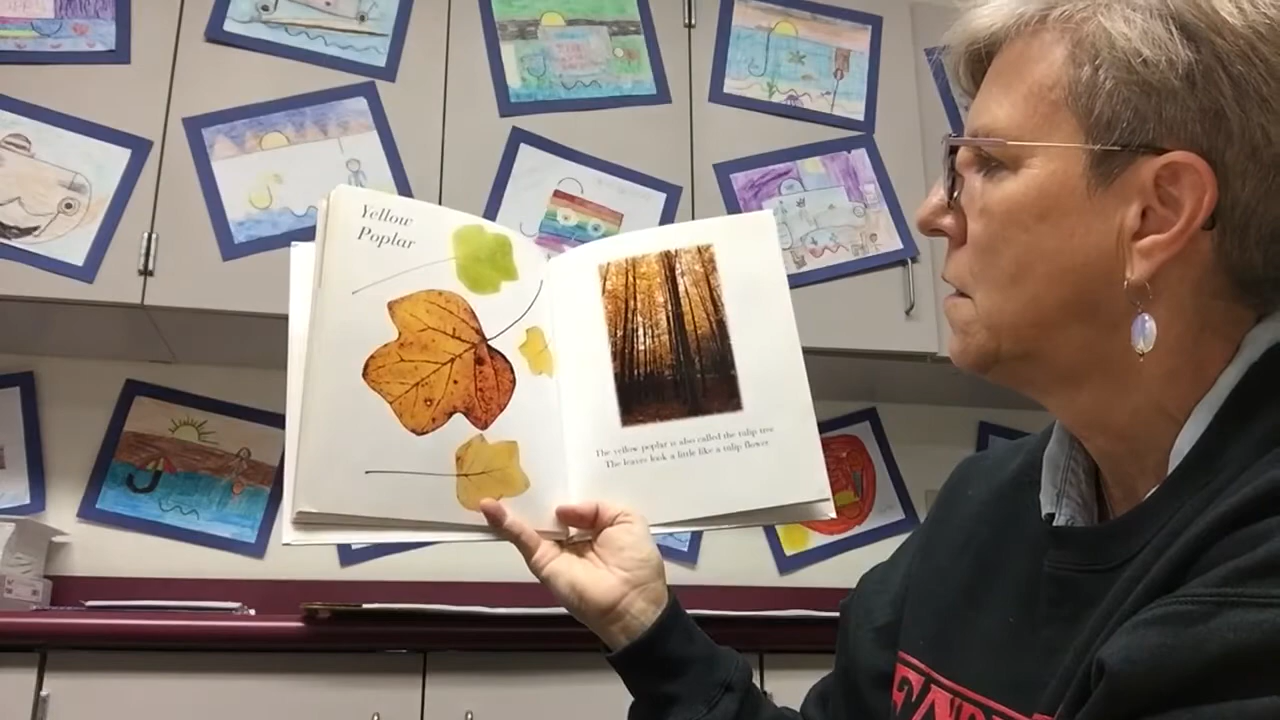 Yellow
Poplar
The yellow poplar is also called the tulip tree
The leaves look a little like a tulip flower